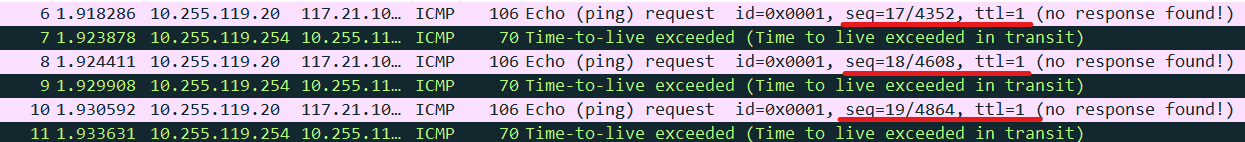 6 1.918286 10.255.119.20 117.21.10… ICMP 106 Echo (ping) request id=0x0001, seq=17/4352, ttl=1 (no response found!)
7 1.923878 10.255.119.254 10.255.11… ICMP 70 Time-to-live exceeded (Time to live exceeded in transit)
8 1.924411 10.255.119.20 117.21.10… ICMP 106 Echo (ping) request id=0x0001, seq=18/4608, ttl=1 (no response found!)
9 1.929908 10.255.119.254 10.255.11… ICMP 70 Time-to-live exceeded (Time to live exceeded in transit)
10 1.930592 10.255.119.20 117.21.10… ICMP 106 Echo (ping) request id=0x0001, seq=19/4864, ttl=1 (no response found!)
11 1.933631 10.255.119.254 10.255.11… ICMP 70 Time-to-live exceeded (Time to live exceeded in transit)